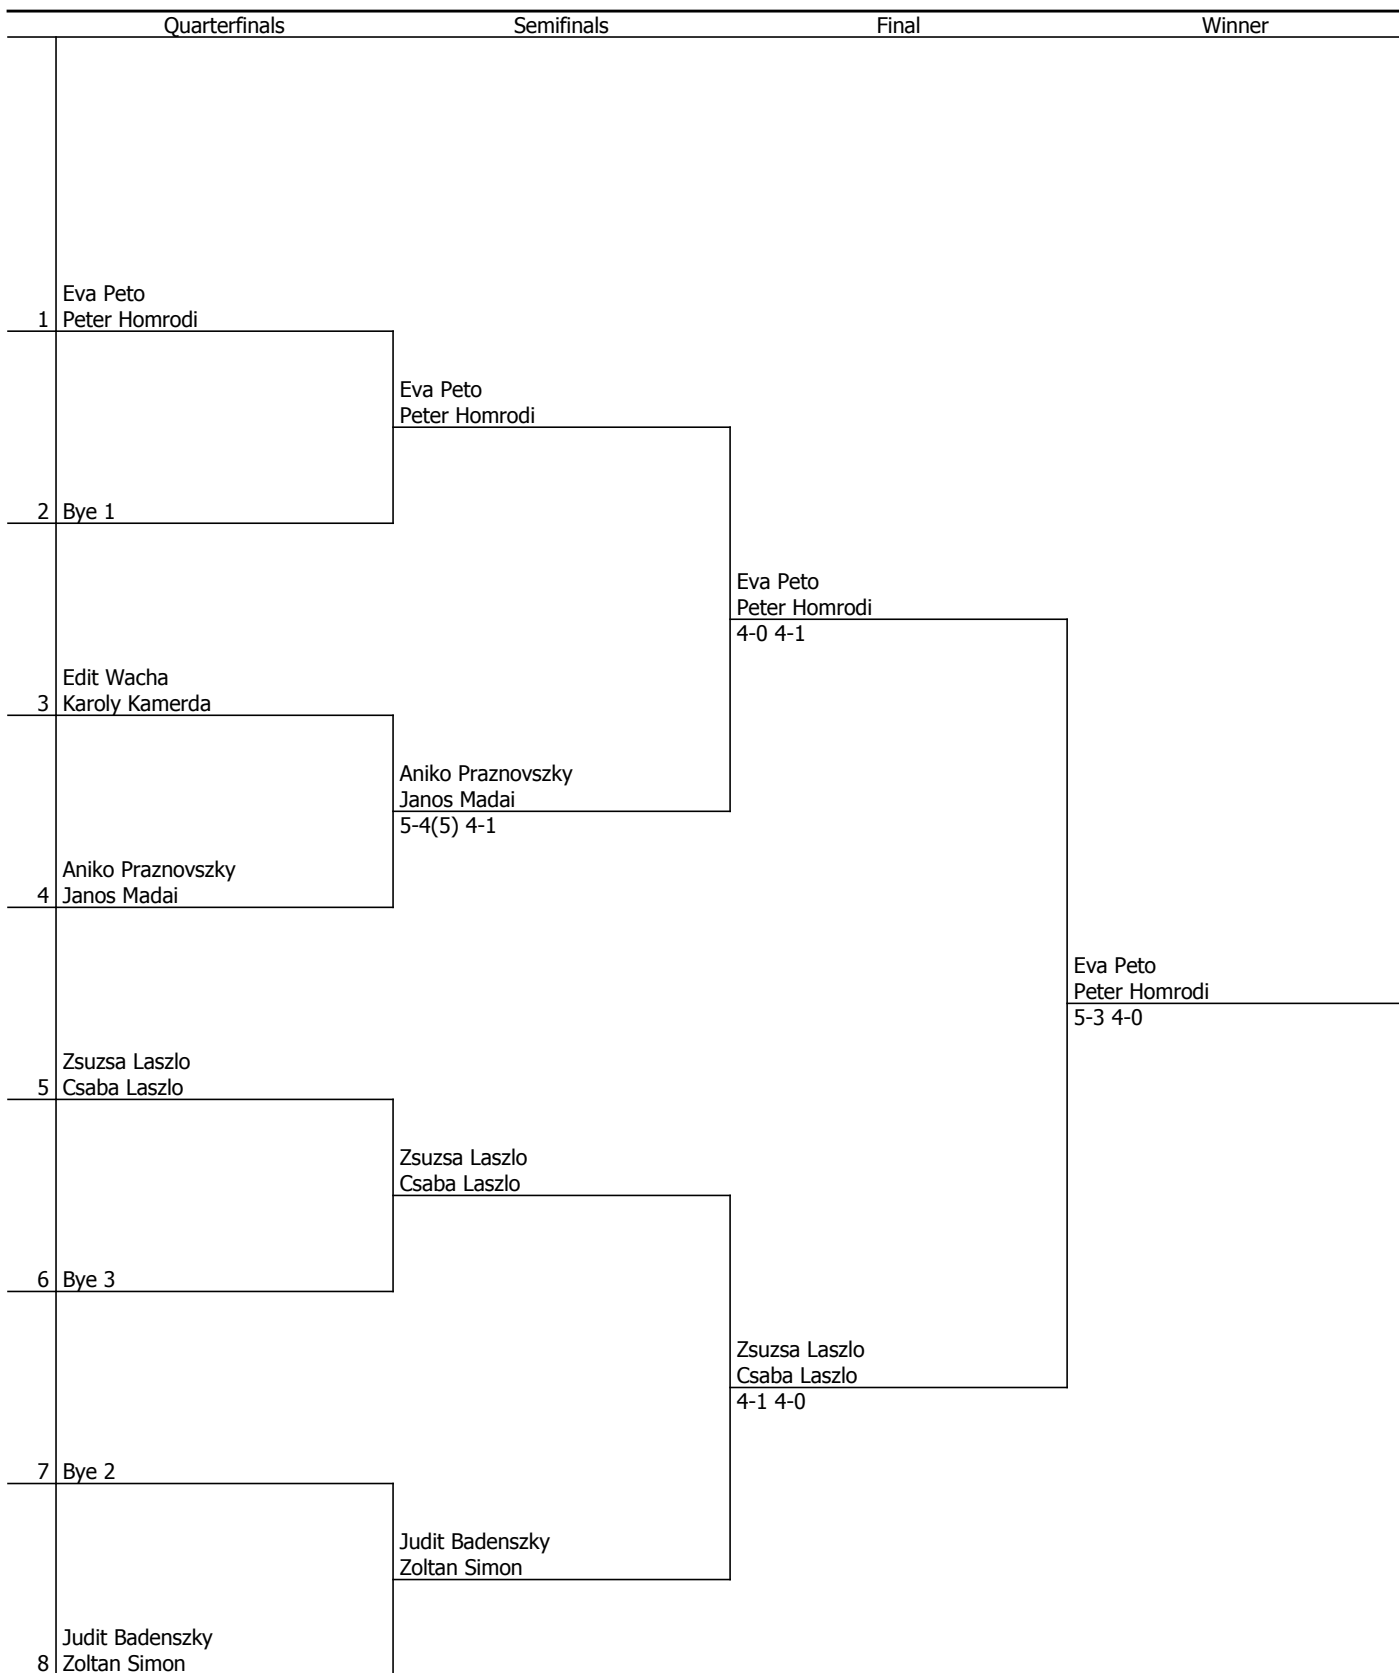 Quarterfinals Semifinals Final Winner
Eva Peto
1 Peter Homrodi
Eva Peto
Peter Homrodi
2 Bye 1
Eva Peto
Peter Homrodi
4-0 4-1
Edit Wacha
3 Karoly Kamerda
Aniko Praznovszky
Janos Madai
5-4(5) 4-1
Aniko Praznovszky
4 Janos Madai
Eva Peto
Peter Homrodi
5-3 4-0
Zsuzsa Laszlo
5 Csaba Laszlo
Zsuzsa Laszlo
Csaba Laszlo
6 Bye 3
Zsuzsa Laszlo
Csaba Laszlo
4-1 4-0
7 Bye 2
Judit Badenszky
Zoltan Simon
Judit Badenszky
8 Zoltan Simon